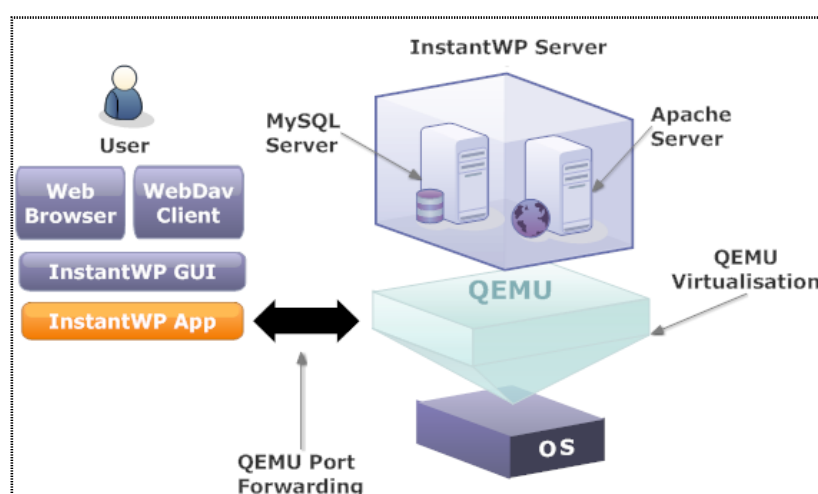 InstantWP Server
MySQL
Server
Apache
Server
User
Web
Browser
WebDav
Client
InstantWP GUI
InstantWP App
QEMU
QEMU
Virtualisation
OS
QEMU Port
Forwarding